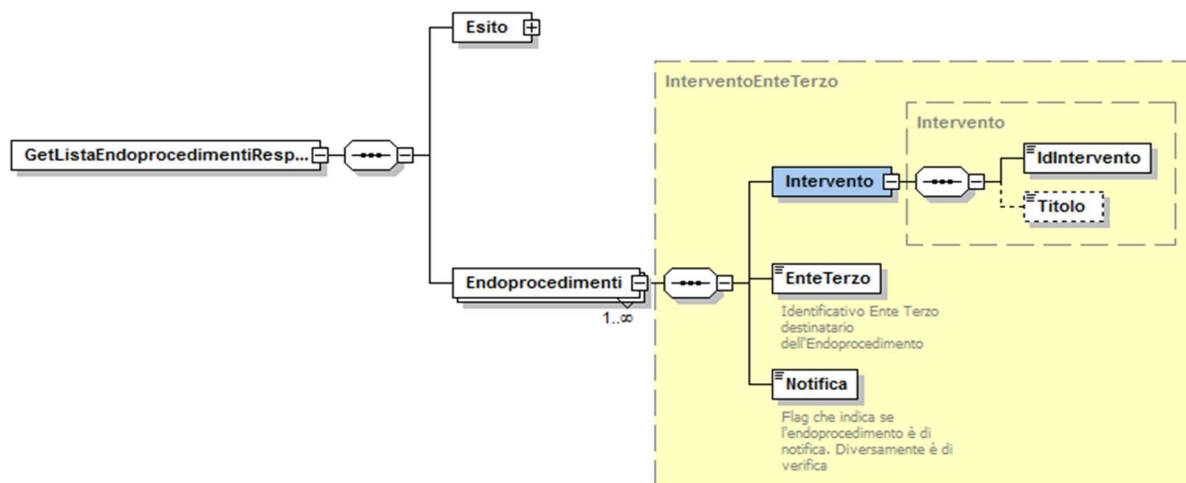 Esito
InterventoEnteTerzo
Intervento
GetListaEndoprocedimentiResp...
IdIntervento
Intervento
Titolo
Endoprocedimenti
1..∞
EnteTerzo
Identificativo Ente Terzo
destinatario
dell'Endoprocedimento
Notifica
Flag che indica se
l'endoprocedimento è di
notifica. Diversamente è di
verifica